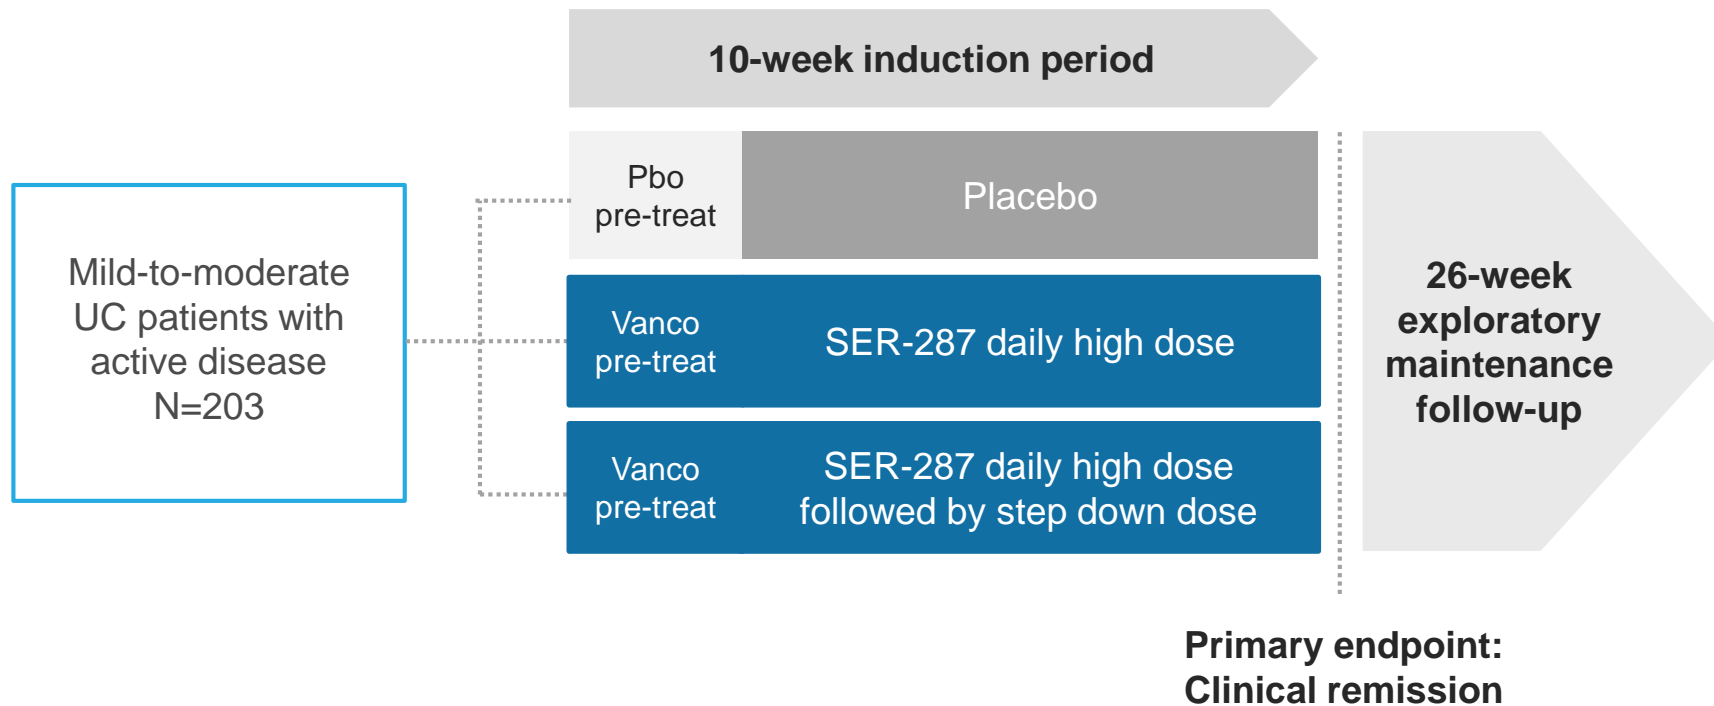 10-week induction period
Mild-to-moderate
UC patients with
active disease
N=203
Pbo
pre-treat
Placebo
Vanco
pre-treat
SER-287 daily high dose
Vanco
pre-treat
SER-287 daily high dose
followed by step down dose
26-week
exploratory
maintenance
follow-up
Primary endpoint:
Clinical remission